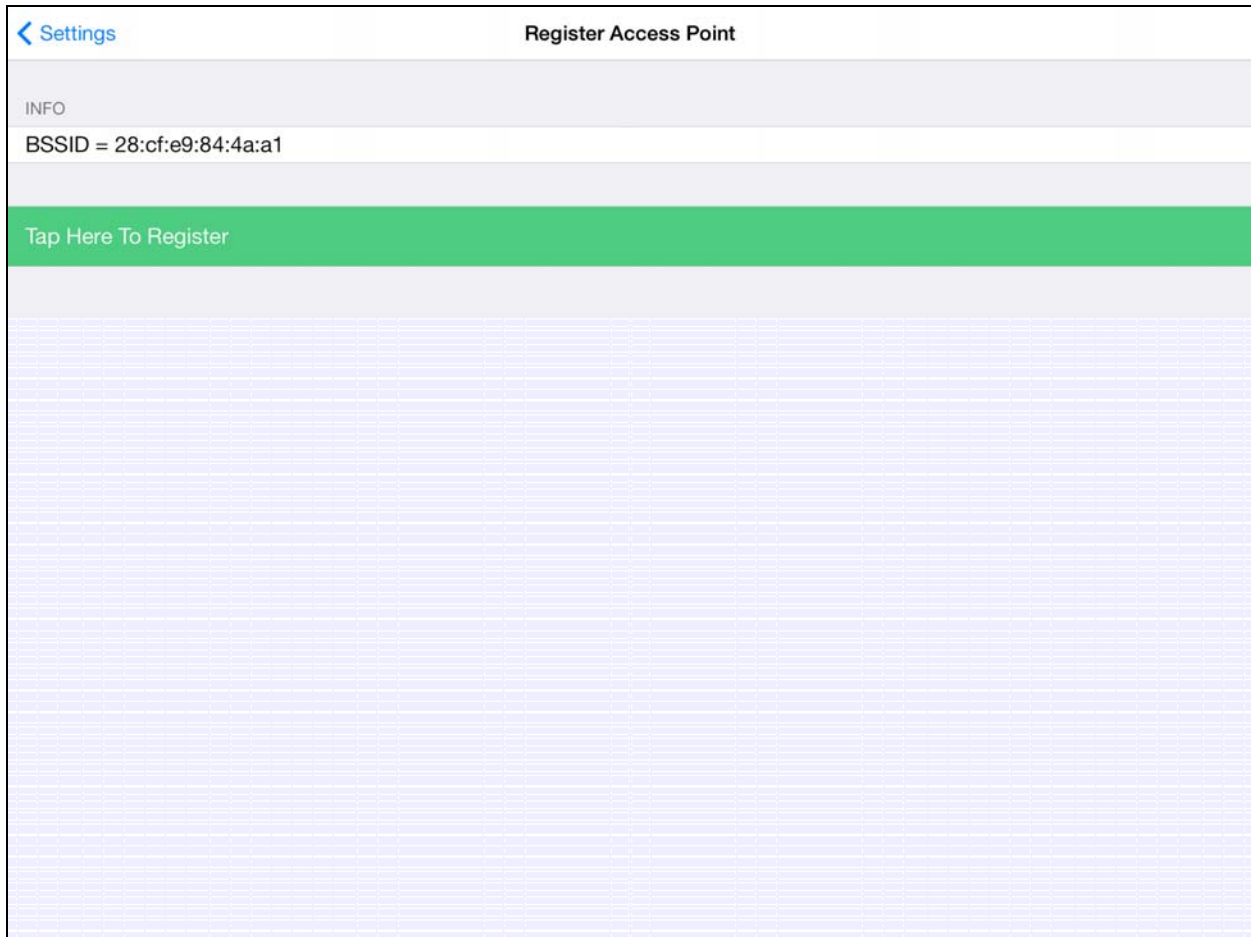 Settings
Register Access Point
INFO
BSSID = 28:cf:e9:84:4a:a1
Tap Here To Register